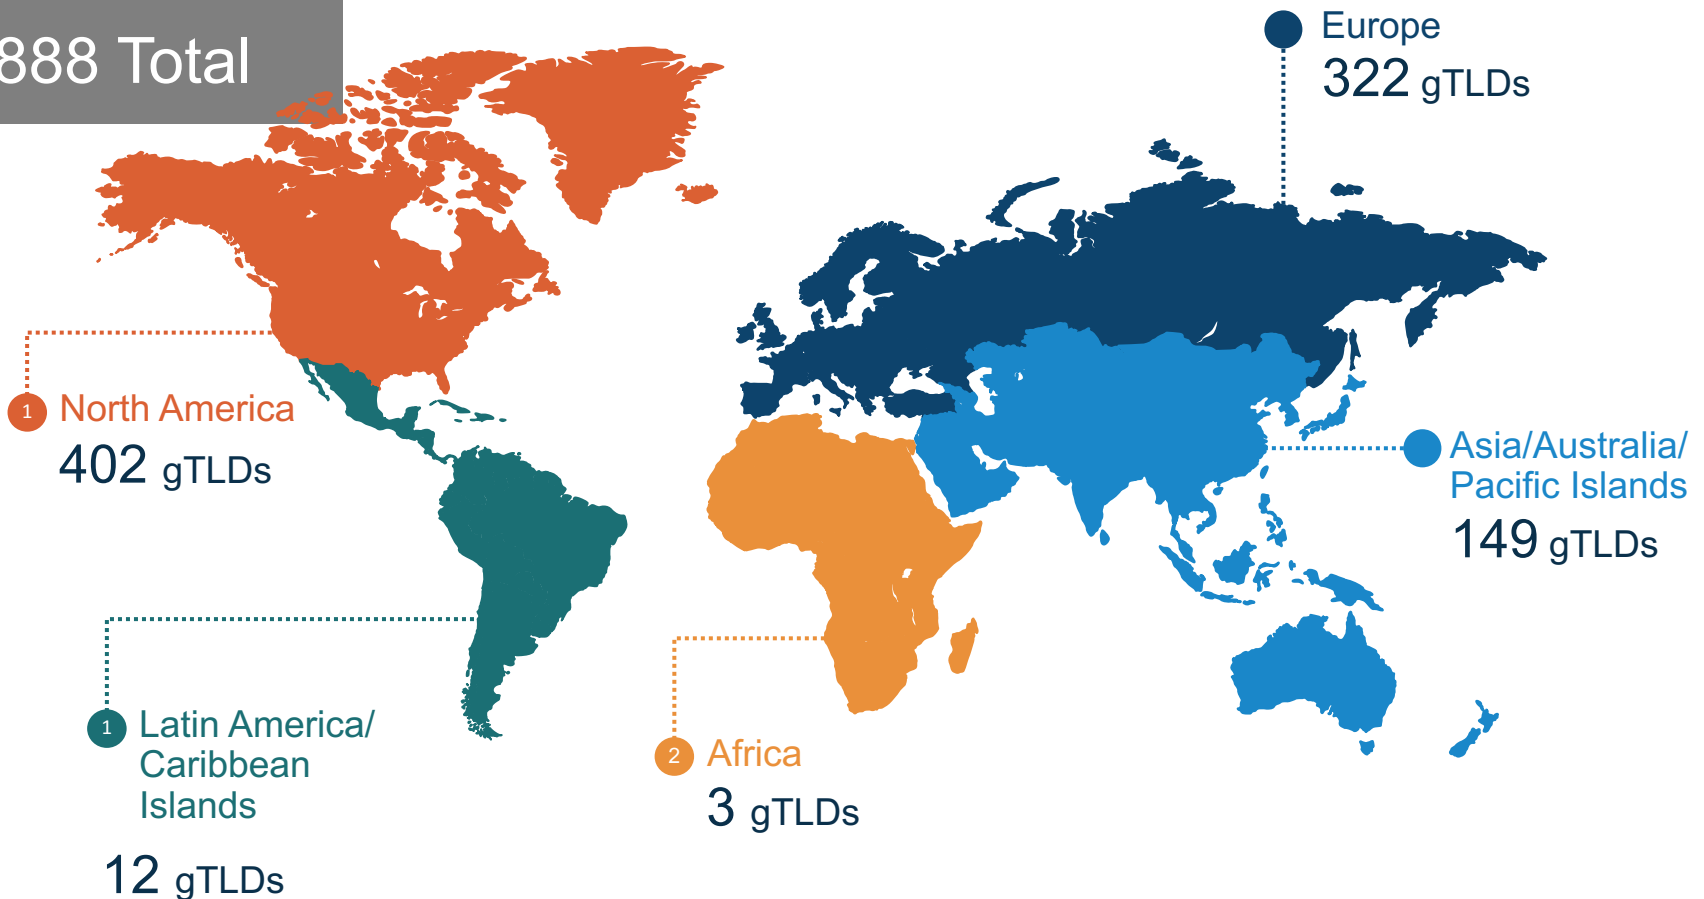 888 Total
Europe
322 gTLDs
1 North America
402 gTLDs
Asia/Australia/
Pacific Islands
149 gTLDs
1 Latin America/
Caribbean
Islands
12 gTLDs
2 Africa
3 gTLDs